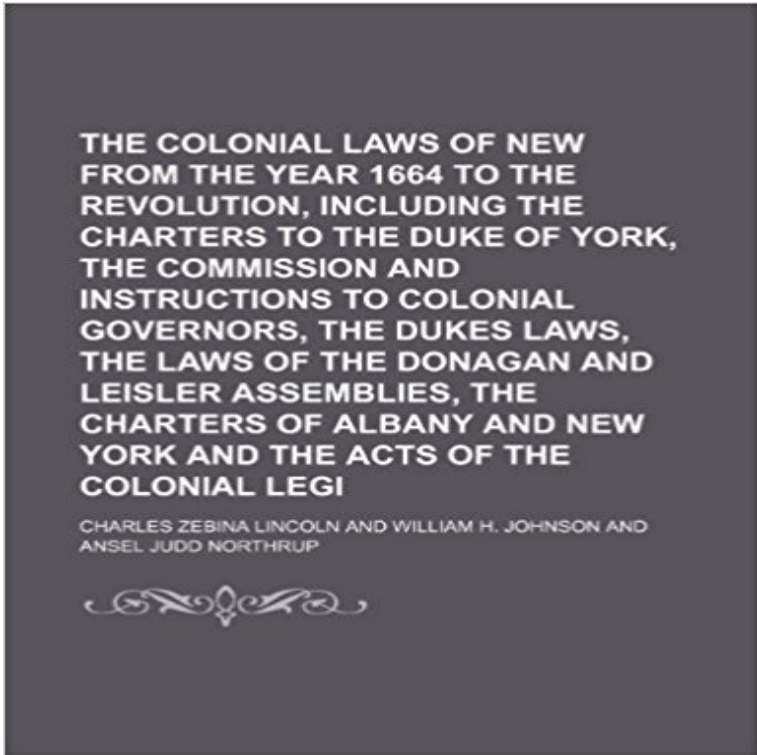 THE COLONIAL LAWS OF NEW
FROM THE YEAR 1664 TO THE
REVOLUTION, INCLUDING THE
CHARTERS TO THE DUKE OF YORK,
THE COMMISSION AND
INSTRUCTIONS TO COLONIAL
GOVERNORS, THE DUKES LAWS,
THE LAWS OF THE DONAGAN AND
LEISLER ASSEMBLIES, THE
CHARTERS OF ALBANY AND NEW
YORK AND THE ACTS OF THE
COLONIAL LEGI
CHARLES ZEBINA LINCOLN AND WILLIAM H. JOHNSON AND
ANSEL JUDD NORTHRUP